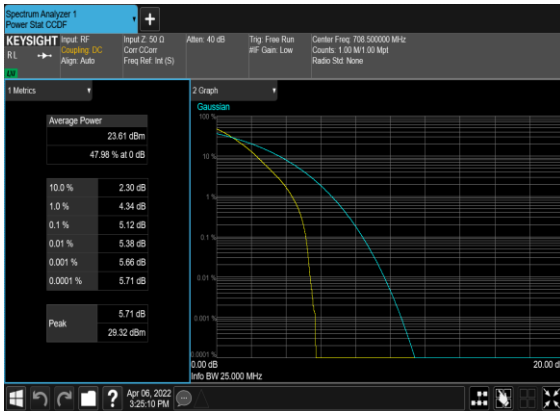 Spectrum Analyzer 1
Power Stat CCDF
KEYSIGHT
RL
LXI
Input: RF
Coupling: DC
Align: Auto
Input Z: 50 Ω
Corr CCorr
Freq Ref: Int (S)
Atten: 40 dB
Trig: Free Run
#IF Gain: Low
Center Freq: 708.500000 MHz
Counts: 1.00 M/1.00 Mpt
Radio Std: None
1 Metrics
Average Power
23.61 dBm
47.98 % at 0 dB
10.0 % 2.30 dB
1.0 % 4.34 dB
0.1 % 5.12 dB
0.01 % 5.38 dB
0.001 % 5.66 dB
0.0001 % 5.71 dB
Peak
5.71 dB
29.32 dBm
2 Graph
Gaussian
100 %
10 %
1 %
0.1 %
0.01 %
0.001 %
0.0001 %
0.00 dB
20.00 d
Info BW 25.000 MHz
Apr 06, 2022
3:25:10 PM